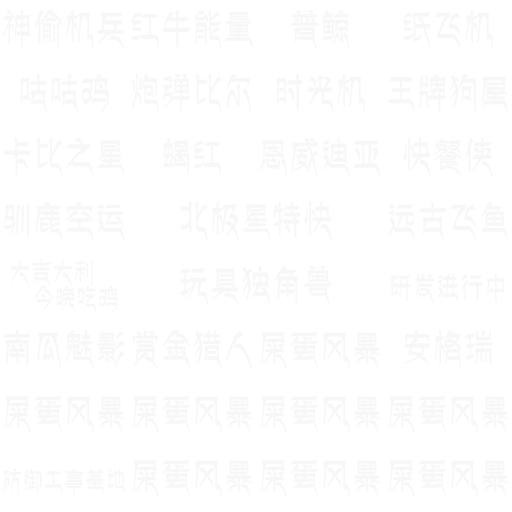 神偷机兵 红牛能量 普鲸 纸飞机
咕咕鸡 炮弹比尔 时光机 王牌狗屋
卡比之星 蝎红 恩威迪亚 快餐侠
驯鹿空运 北极星特快 远古飞鱼
大吉大利
今晚吃鸡 玩具独角兽 研发进行中
南瓜魅影 赏金猎人 屎蛋风暴 安格瑞
屎蛋风暴 屎蛋风暴 屎蛋风暴 屎蛋风暴
防御工事基地 屎蛋风暴 屎蛋风暴 屎蛋风暴